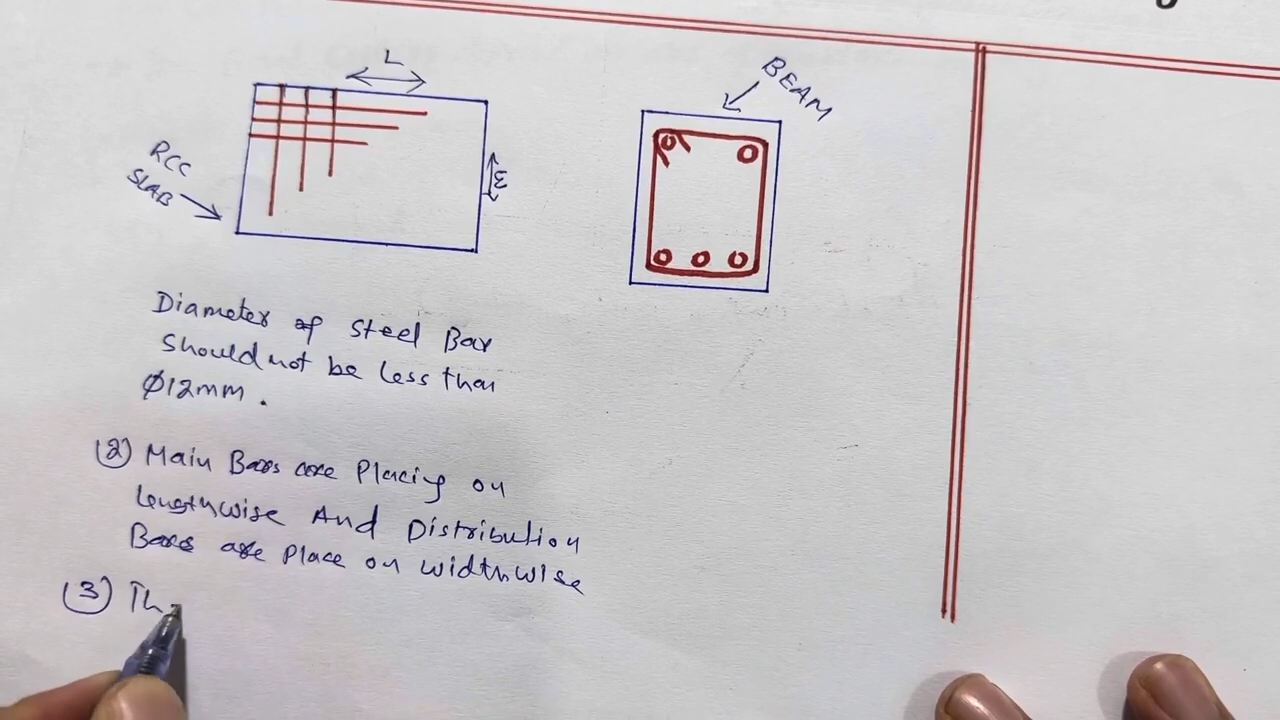 L
BEAM
RCC
SLAB
W
Diameter of Steel Bar
Should not be less than
Ø12mm.
(2) Main Bars are Placing on
lengthwise And Distribution
Bars are Place on widthwise
(3) Th